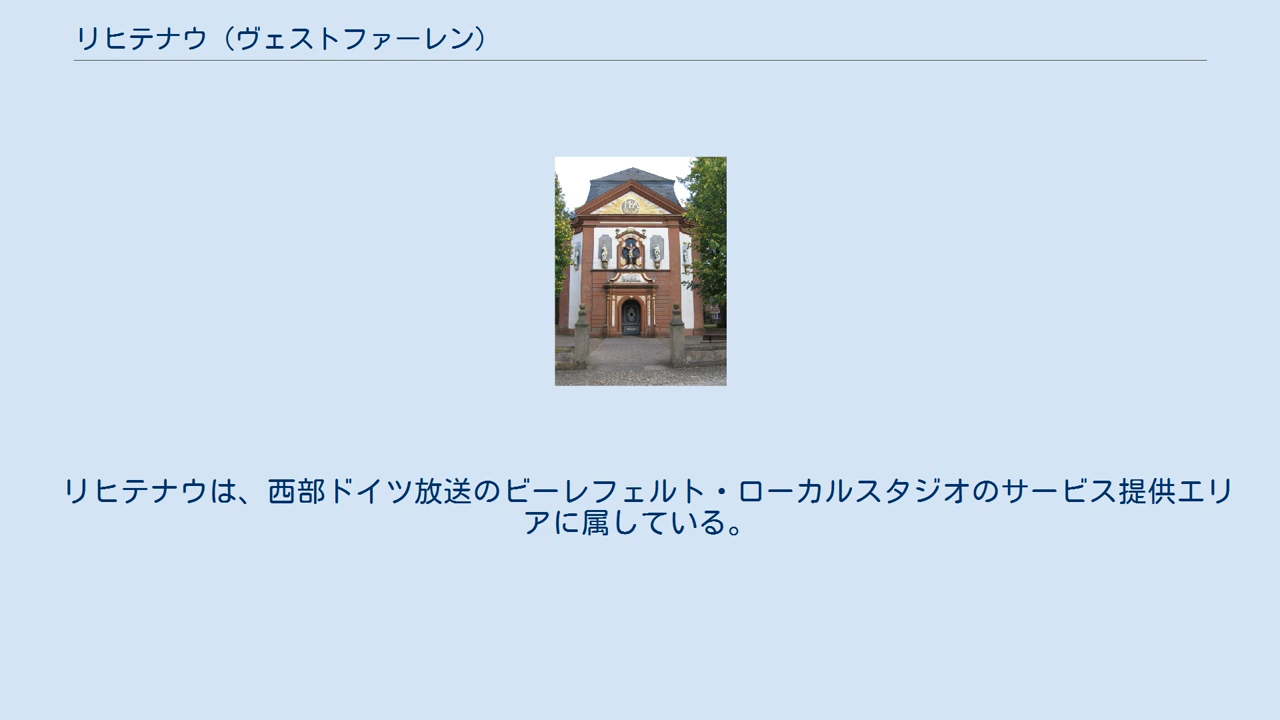 リヒテナウ（ヴェストファーレン）
リヒテナウは、西部ドイツ放送のビーレフェルト・ローカルスタジオのサービス提供エリ
アに属している。